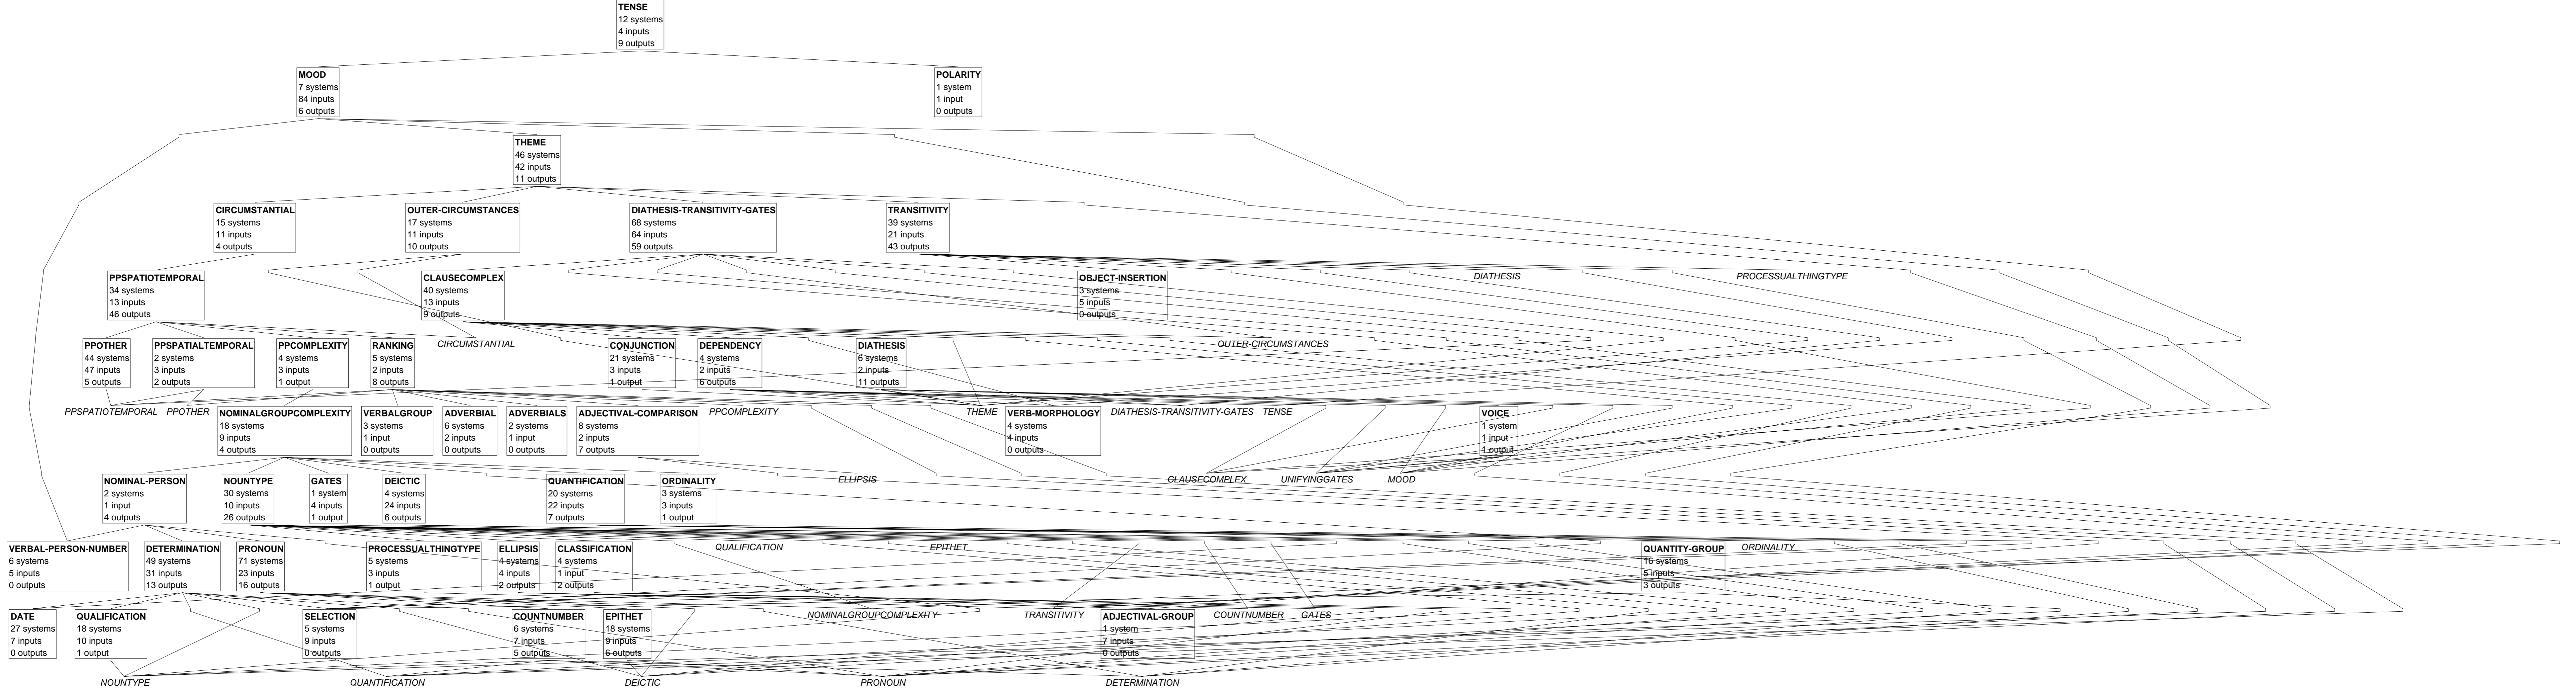 TENSE
12 systems
4 inputs
9 outputs
MOOD
7 systems
84 inputs
6 outputs
POLARITY
1 system
1 input
0 outputs
THEME
46 systems
42 inputs
11 outputs
CIRCUMSTANTIAL
15 systems
11 inputs
4 outputs
OUTER-CIRCUMSTANCES
17 systems
11 inputs
10 outputs
DIATHESIS-TRANSITIVITY-GATES
68 systems
64 inputs
59 outputs
TRANSITIVITY
39 systems
21 inputs
43 outputs
PPSPATIOTEMPORAL
34 systems
13 inputs
46 outputs
CLAUSECOMPLEX
40 systems
13 inputs
9 outputs
OBJECT-INSERTION
3 systems
5 inputs
0 outputs
DIATHESIS
PROCESSUALTHINGTYPE
PPOTHER
44 systems
47 inputs
5 outputs
PPSPATIALTEMPORAL
2 systems
3 inputs
2 outputs
PPCOMPLEXITY
4 systems
3 inputs
1 output
RANKING
5 systems
2 inputs
8 outputs
CIRCUMSTANTIAL
CONJUNCTION
21 systems
3 inputs
1 output
DEPENDENCY
4 systems
2 inputs
6 outputs
DIATHESIS
6 systems
2 inputs
11 outputs
OUTER-CIRCUMSTANCES
PPSPATIOTEMPORAL
PPOTHER
NOMINALGROUPCOMPLEXITY
18 systems
9 inputs
4 outputs
VERBALGROUP
3 systems
1 input
0 outputs
ADVERBIAL
6 systems
2 inputs
0 outputs
ADVERBIALS
2 systems
1 input
0 outputs
ADJECTIVAL-COMPARISON
8 systems
2 inputs
7 outputs
PPCOMPLEXITY
THEME
VERB-MORPHOLOGY
4 systems
4 inputs
0 outputs
DIATHESIS-TRANSITIVITY-GATES
TENSE
VOICE
1 system
1 input
1 output
NOMINAL-PERSON
2 systems
1 input
4 outputs
NOUNTYPE
30 systems
10 inputs
26 outputs
GATES
1 system
4 inputs
1 output
DEICTIC
4 systems
24 inputs
6 outputs
QUANTIFICATION
20 systems
22 inputs
7 outputs
ORDINALITY
3 systems
3 inputs
1 output
ELLIPSIS
CLAUSECOMPLEX
UNIFYINGGATES
MOOD
VERBAL-PERSON-NUMBER
6 systems
5 inputs
0 outputs
DETERMINATION
49 systems
31 inputs
13 outputs
PRONOUN
71 systems
23 inputs
16 outputs
PROCESSUALTHINGTYPE
5 systems
3 inputs
1 output
ELLIPSIS
4 systems
4 inputs
2 outputs
CLASSIFICATION
4 systems
1 input
2 outputs
QUALIFICATION
EPITHET
QUANTITY-GROUP
16 systems
5 inputs
3 outputs
ORDINALITY
DATE
27 systems
7 inputs
0 outputs
QUALIFICATION
18 systems
10 inputs
1 output
SELECTION
5 systems
9 inputs
0 outputs
COUNTNUMBER
6 systems
7 inputs
5 outputs
EPITHET
18 systems
9 inputs
6 outputs
NOMINALGROUPCOMPLEXITY
TRANSITIVITY
ADJECTIVAL-GROUP
1 system
7 inputs
0 outputs
COUNTNUMBER
GATES
NOUNTYPE
QUANTIFICATION
DEICTIC
PRONOUN
DETERMINATION